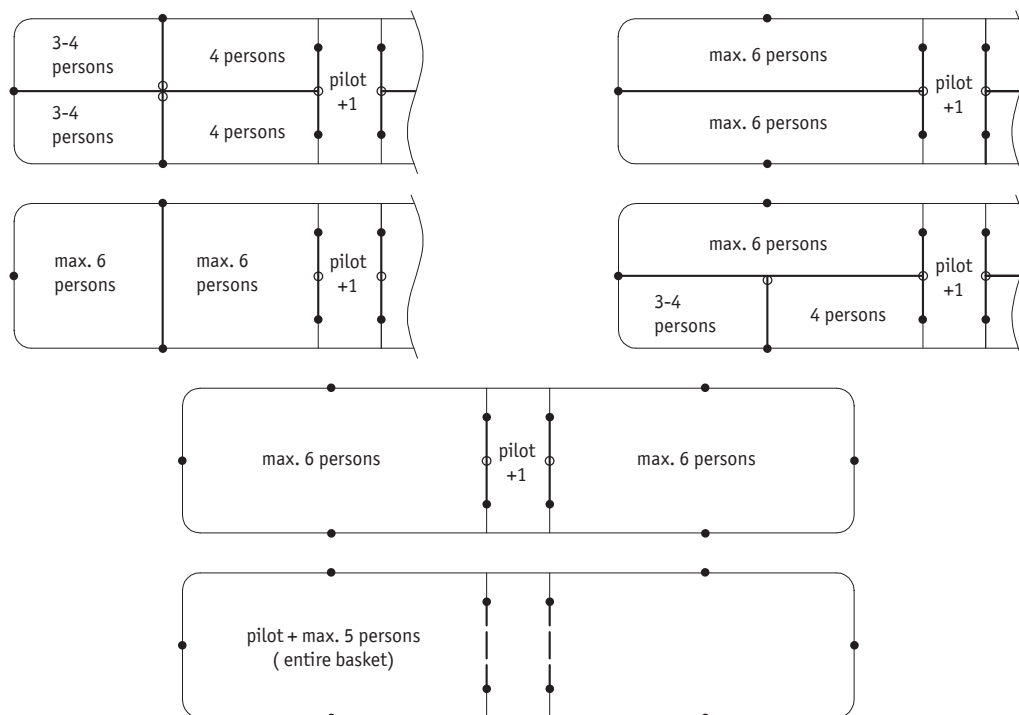 3-4
persons
4 persons
pilot
+1
3-4
persons
4 persons
max. 6 persons
pilot
+1
max. 6 persons
max. 6
persons
max. 6
persons
pilot
+1
max. 6 persons
pilot
+1
3-4
persons
4 persons
max. 6 persons
pilot
+1
max. 6 persons
pilot + max. 5 persons
( entire basket)